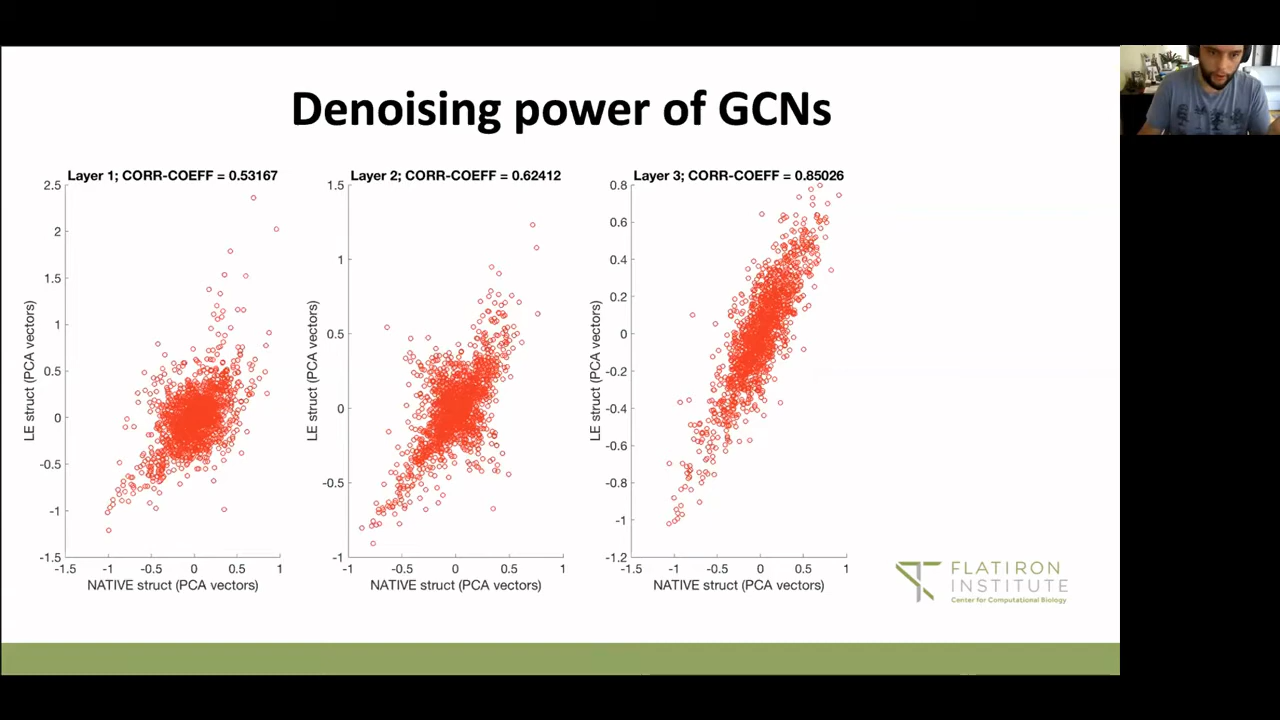 Denoising power of GCNs
Layer 1; CORR-COEFF = 0.53167
2.5
2
1.5
1
0.5
0
-0.5
-1
-1.5
LE struct (PCA vectors)
-1.5 -1 -0.5 0 0.5 1
NATIVE struct (PCA vectors)
Layer 2; CORR-COEFF = 0.62412
1.5
1
0.5
0
-0.5
-1
LE struct (PCA vectors)
-1 -0.5 0 0.5 1
NATIVE struct (PCA vectors)
Layer 3; CORR-COEFF = 0.85026
0.8
0.6
0.4
0.2
0
-0.2
-0.4
-0.6
-0.8
-1
-1.2
LE struct (PCA vectors)
-1.5 -1 -0.5 0 0.5 1
NATIVE struct (PCA vectors)
FLATIRON
INSTITUTE
Center for Computational Biology